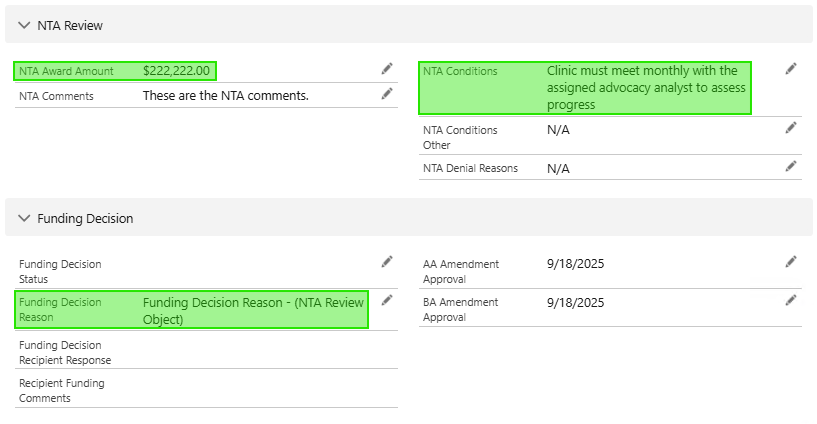 NTA Review
NTA Award Amount $222,222.00
NTA Comments These are the NTA comments.
NTA Conditions Clinic must meet monthly with the
assigned advocacy analyst to assess
progress
NTA Conditions N/A
Other
NTA Denial Reasons N/A
Funding Decision
Funding Decision
Status
Funding Decision Funding Decision Reason - (NTA Review
Reason Object)
Funding Decision
Recipient Response
Recipient Funding
Comments
AA Amendment 9/18/2025
Approval
BA Amendment 9/18/2025
Approval